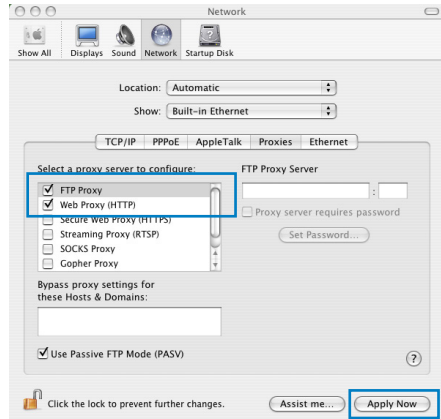 Network
Show All Displays Sound Network Startup Disk
Location: Automatic
Show: Built-in Ethernet
TCP/IP PPPoE AppleTalk Proxies Ethernet
Select a proxy server to configure:
FTP Proxy
Web Proxy (HTTP)
Secure Web Proxy (HTTPS)
Streaming Proxy (RTSP)
SOCKS Proxy
Gopher Proxy
FTP Proxy Server
:
Proxy server requires password
Set Password...
Bypass proxy settings for
these Hosts & Domains:
Use Passive FTP Mode (PASV)
?
Click the lock to prevent further changes.
Assist me... Apply Now